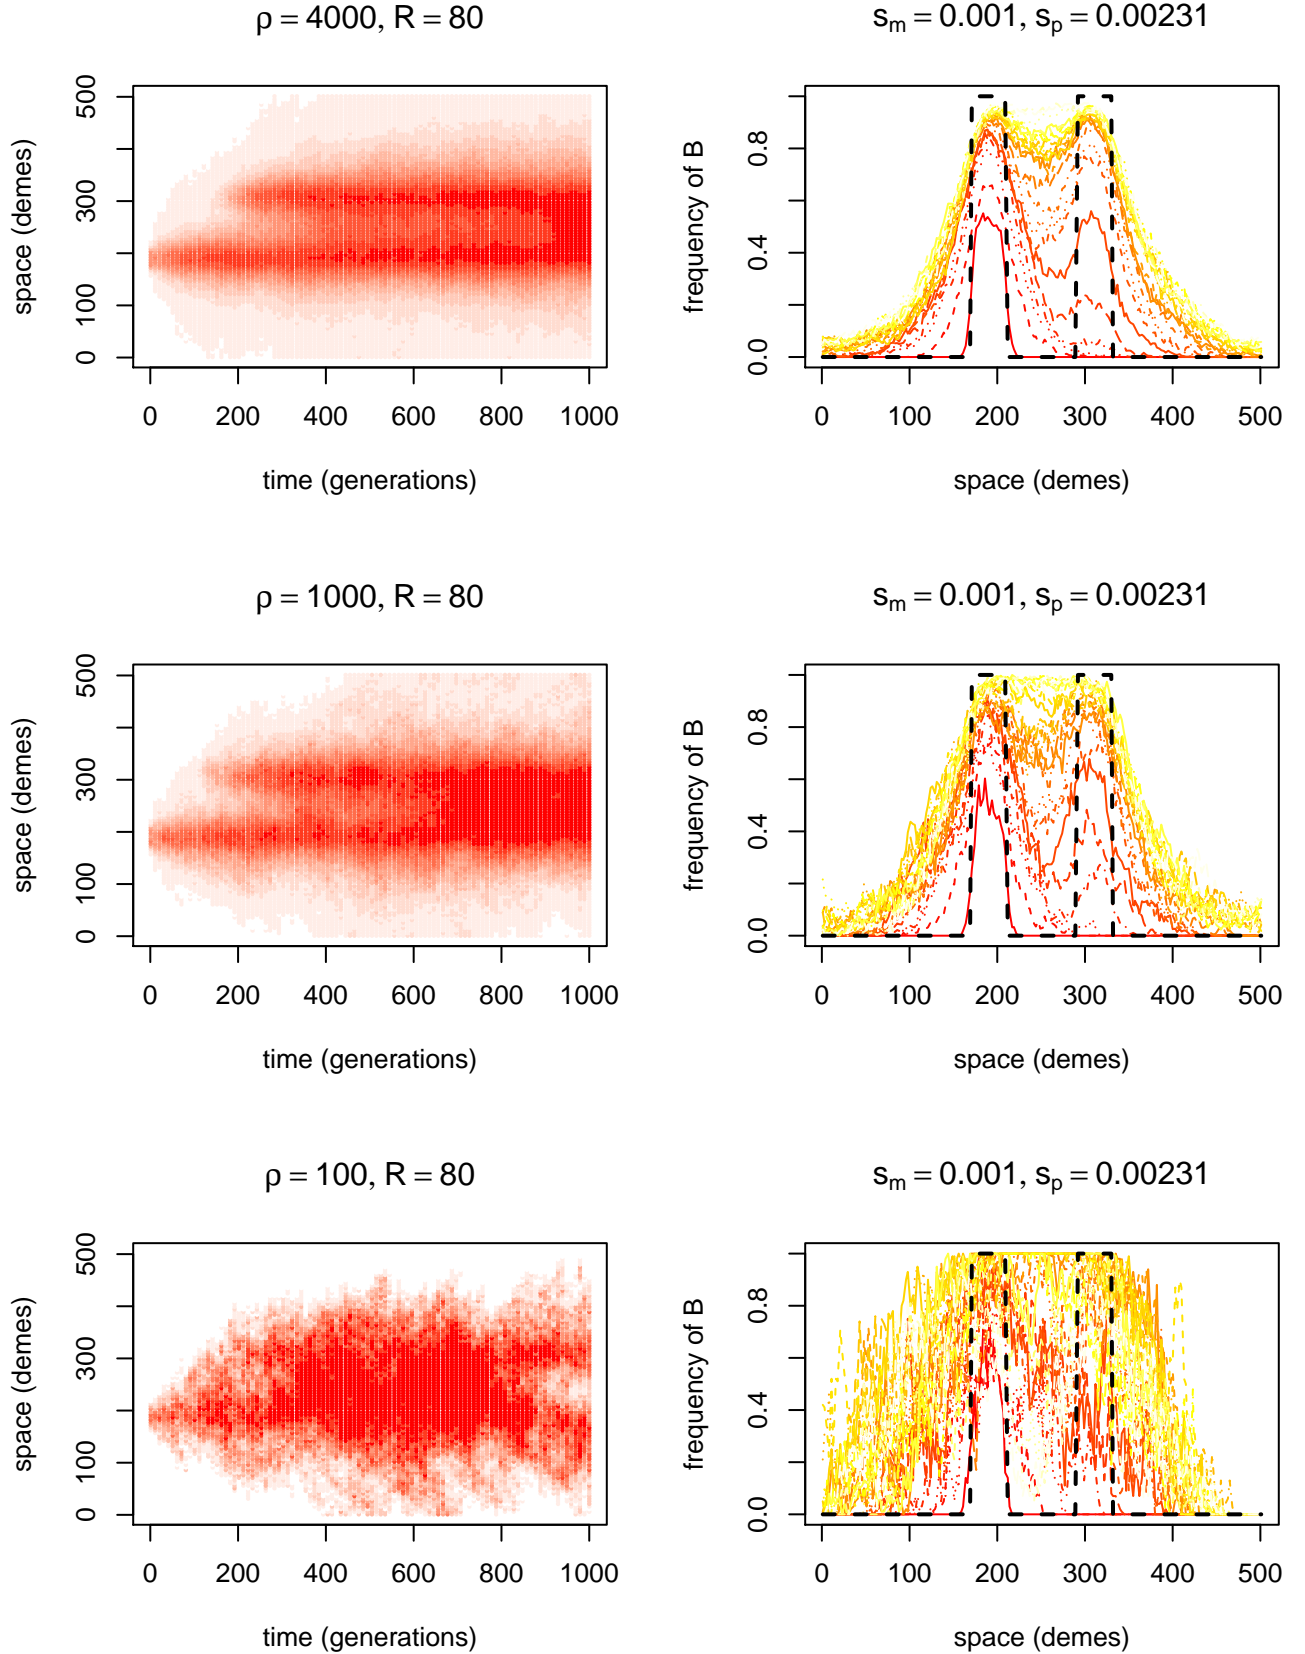 ρ = 4000, R = 80
space (demes)
500
300
100
0
0 200 400 600 800 1000
time (generations)
s_m = 0.001, s_p = 0.00231
frequency of B
0.8
0.4
0.0
0 100 200 300 400 500
space (demes)
ρ = 1000, R = 80
space (demes)
500
300
100
0
0 200 400 600 800 1000
time (generations)
s_m = 0.001, s_p = 0.00231
frequency of B
0.8
0.4
0.0
0 100 200 300 400 500
space (demes)
ρ = 100, R = 80
space (demes)
500
300
100
0
0 200 400 600 800 1000
time (generations)
s_m = 0.001, s_p = 0.00231
frequency of B
0.8
0.4
0.0
0 100 200 300 400 500
space (demes)